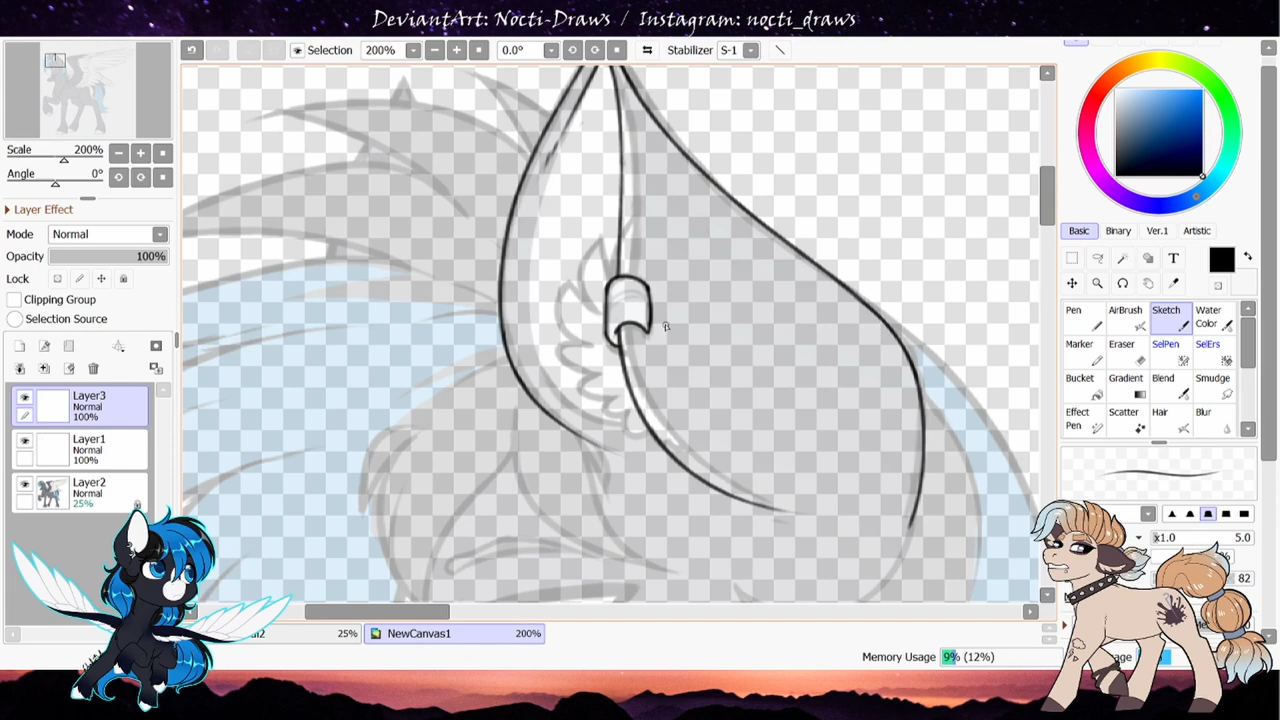 DeviantArt: Nocti-Draws / Instagram: nocti_draws
Selection 200% 0.0° Stabilizer S-1
Scale 200%
Angle 0°
Layer Effect
Mode Normal
Opacity 100%
Lock
Clipping Group
Selection Source
Layer3
Normal
100%
Layer1
Normal
100%
Layer2
Normal
25%
Basic Binary Ver.1 Artistic
T
Pen AirBrush Sketch Water Color
Marker Eraser SelPen SelErs
Bucket Gradient Blend Smudge
Effect Pen Scatter Hair Blur
x1.0 5.0
82
25% NewCanvas1 200%
Memory Usage 9% (12%)